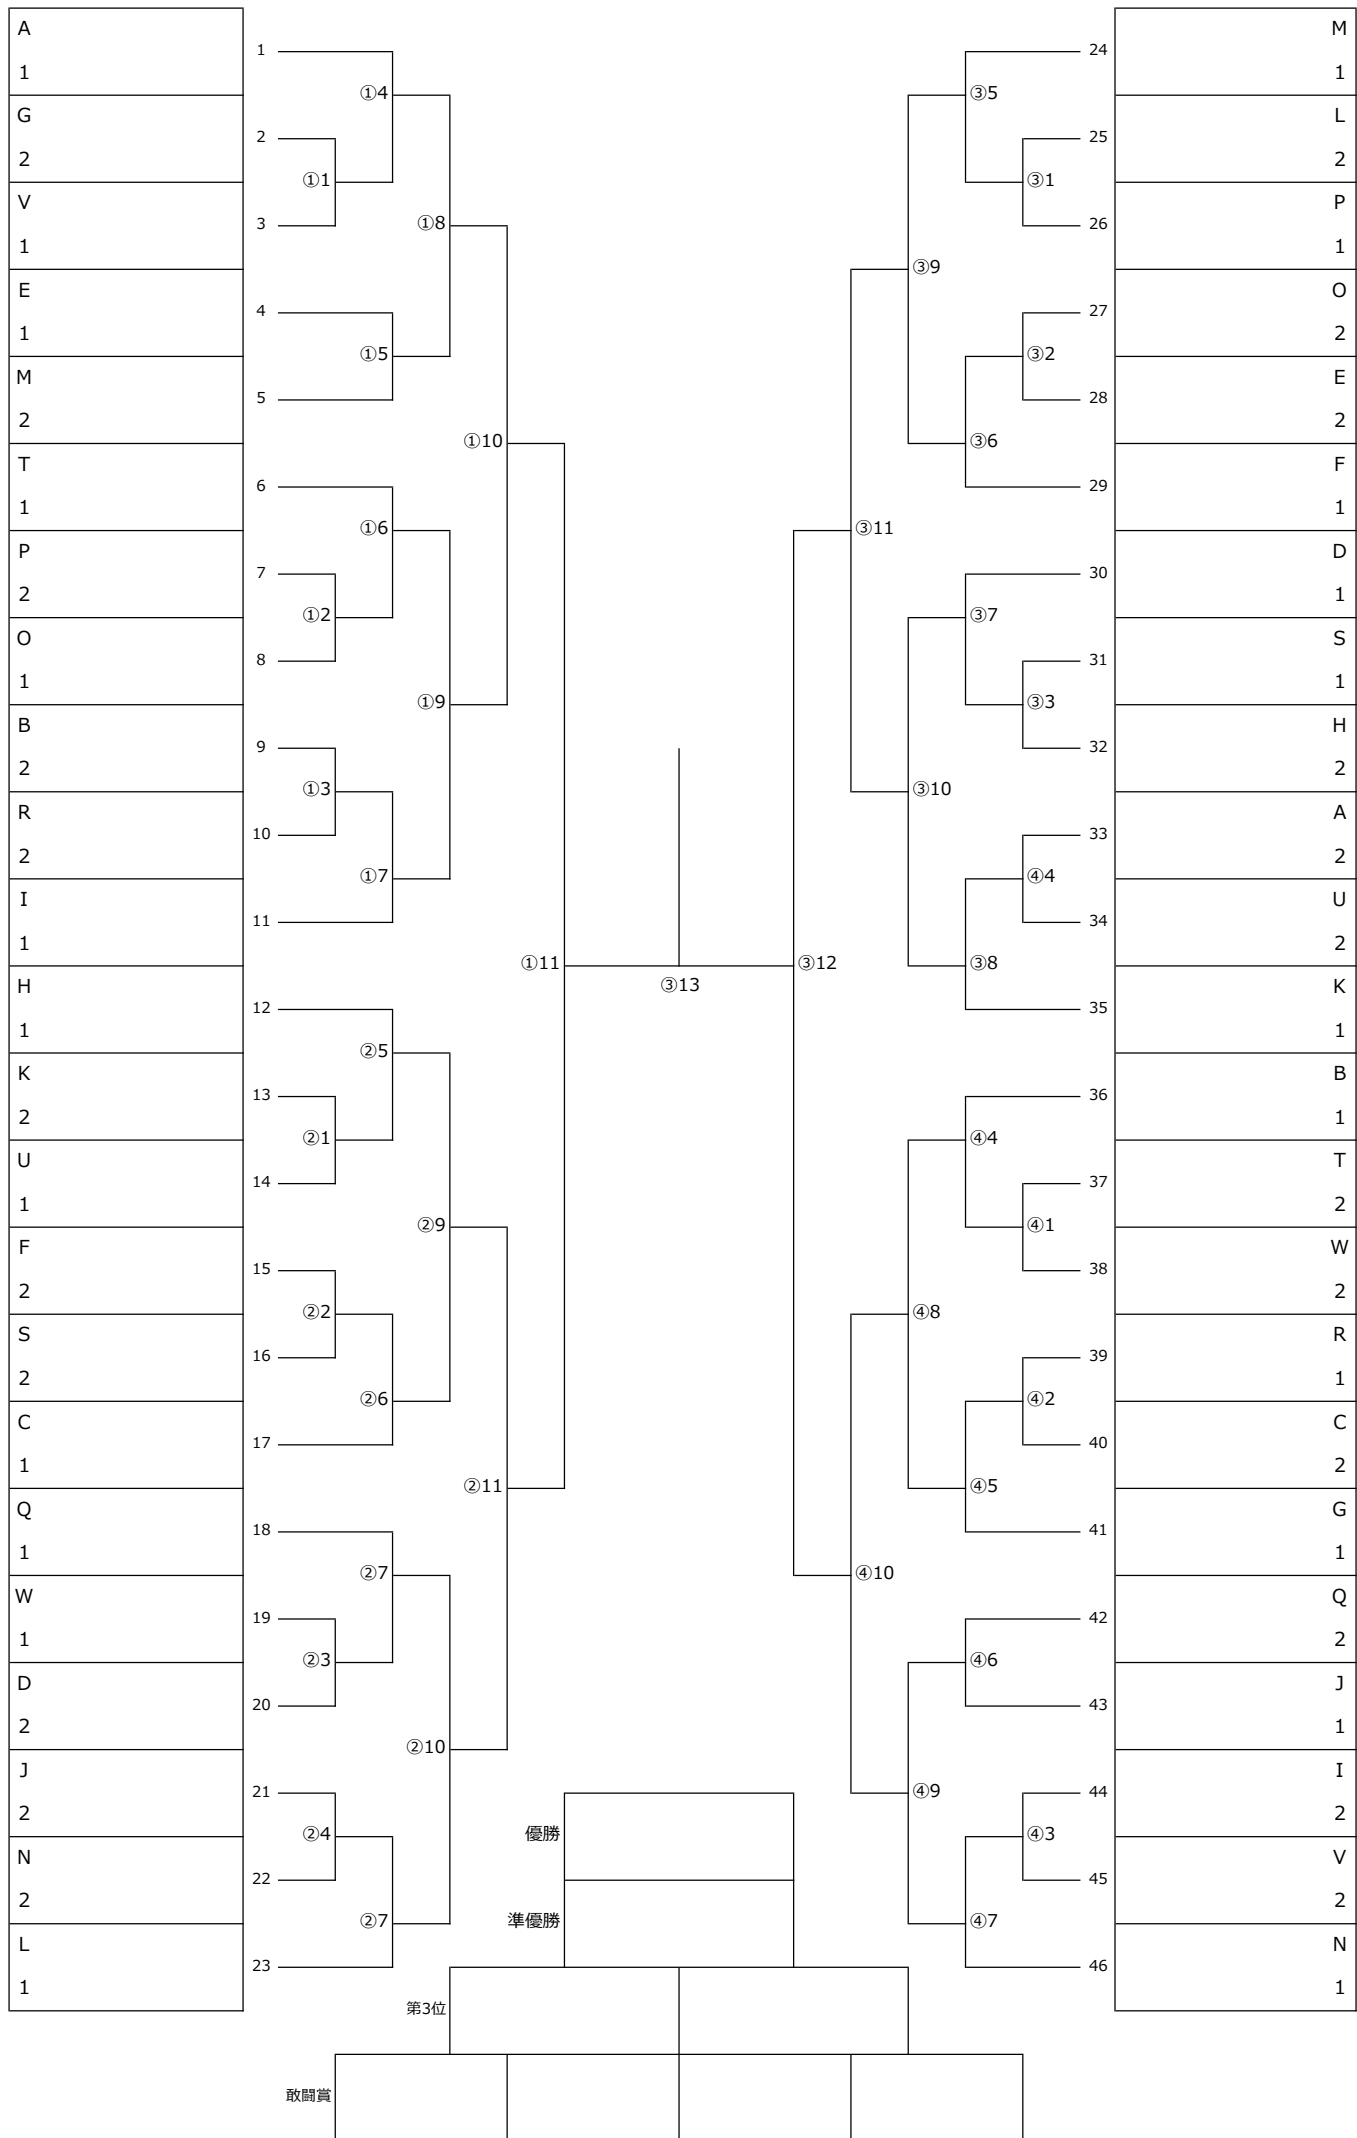 A
1
1
①4
G
2
2
①1
V
1
3
①8
E
1
4
①5
M
2
5
①10
T
1
6
①6
P
2
7
①2
O
1
8
①9
B
2
9
①3
R
2
10
①7
I
1
11
①11
H
1
12
②5
K
2
13
②1
U
1
14
②9
F
2
15
②2
S
2
16
②6
C
1
17
②11
Q
1
18
②7
W
1
19
②3
D
2
20
②10
J
2
21
②4
N
2
22
②7
L
1
23
③13
M
1
24
③5
L
2
25
③1
P
1
26
③9
O
2
27
③2
E
2
28
③6
F
1
29
③11
D
1
30
③7
S
1
31
③3
H
2
32
③10
A
2
33
④4
U
2
34
③8
K
1
35
③12
B
1
36
④4
T
2
37
④1
W
2
38
④8
R
1
39
④2
C
2
40
④5
G
1
41
④10
Q
2
42
④6
J
1
43
④9
I
2
44
④3
V
2
45
④7
N
1
46
優勝
準優勝
第3位
敢闘賞